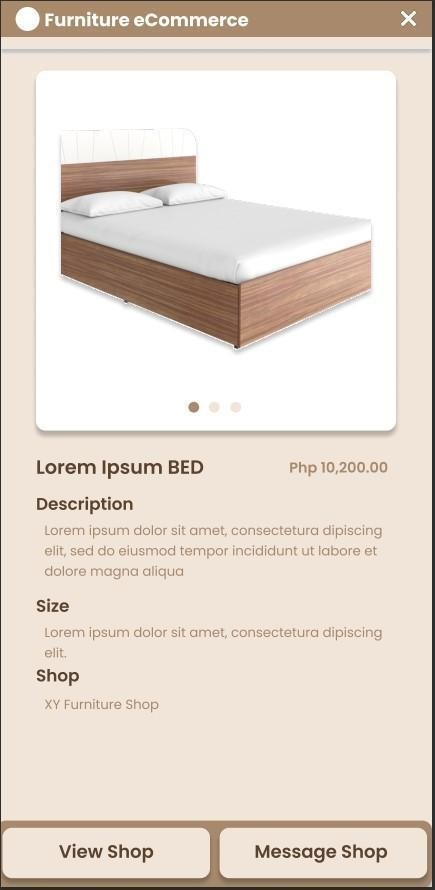 Furniture eCommerce
Lorem Ipsum BED
Php 10,200.00
Description
Lorem ipsum dolor sit amet, consectetura dipiscing
elit, sed do eiusmod tempor incididunt ut labore et
dolore magna aliqua
Size
Lorem ipsum dolor sit amet, consectetura dipiscing
elit.
Shop
XY Furniture Shop
View Shop
Message Shop